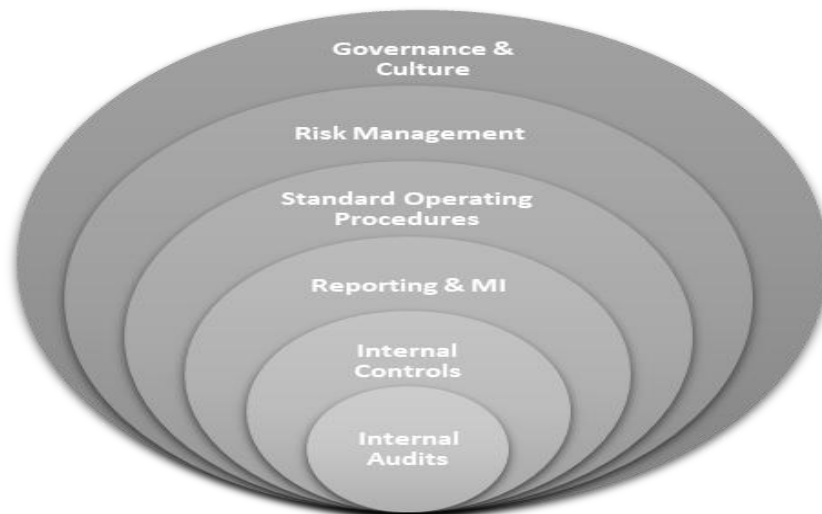 Governance &
Culture
Risk Management
Standard Operating
Procedures
Reporting & MI
Internal
Controls
Internal
Audits